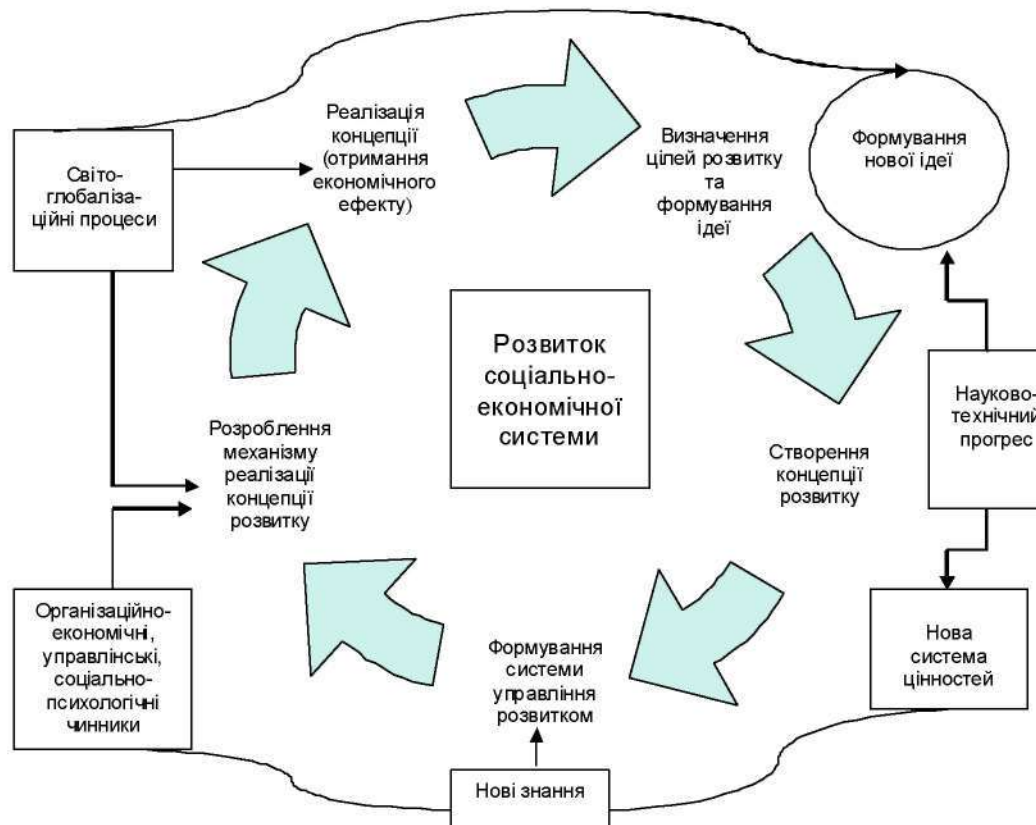 Реалізація
концепції
(отримання
економічного
ефекту)
Визначення
цілей розвитку
та
формування
ідеї
Формування
нової ідеї
Світо-
глобаліза-
ційні процеси
Розвиток
соціально-
економічної
системи
Науково-
технічний
прогрес
Розроблення
механізму
реалізації
концепції
розвитку
Створення
концепції
розвитку
Організаційно-
економічні,
управлінські,
соціально-
психологічні
чинники
Формування
системи
управління
розвитком
Нова
система
цінностей
Нові знання